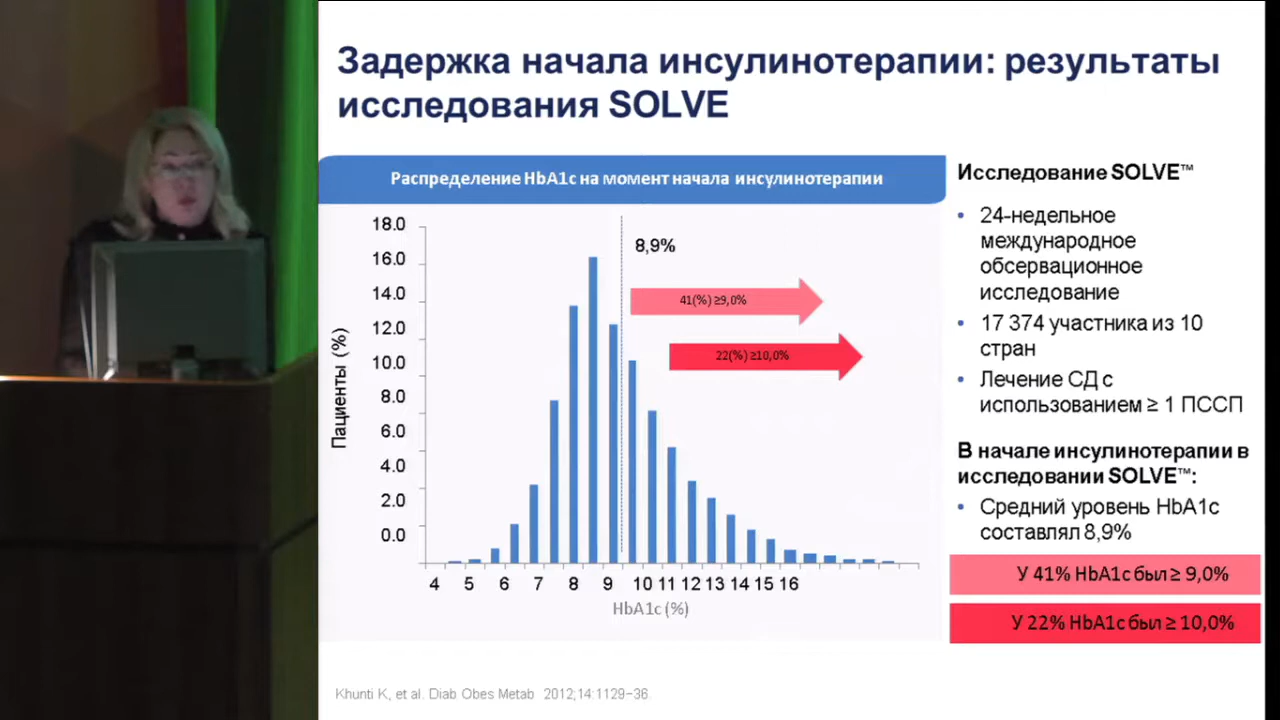 Задержка начала инсулинотерапии: результаты
исследования SOLVE
Распределение HbA1c на момент начала инсулинотерапии
18.0
16.0
14.0
12.0
10.0
8.0
6.0
4.0
2.0
0.0
Пациенты (%)
8,9%
41(%) ≥9,0%
22(%) ≥10,0%
4 5 6 7 8 9 10 11 12 13 14 15 16
HbA1c (%)
Исследование SOLVE™
• 24-недельное
международное
обсервационное
исследование
• 17 374 участника из 10
стран
• Лечение СД с
использованием ≥ 1 ПССП
В начале инсулинотерапии в
исследовании SOLVE™:
• Средний уровень HbA1c
составлял 8,9%
У 41% HbA1c был ≥ 9,0%
У 22% HbA1c был ≥ 10,0%
Khunti K, et al. Diab Obes Metab 2012;14:1129–36.